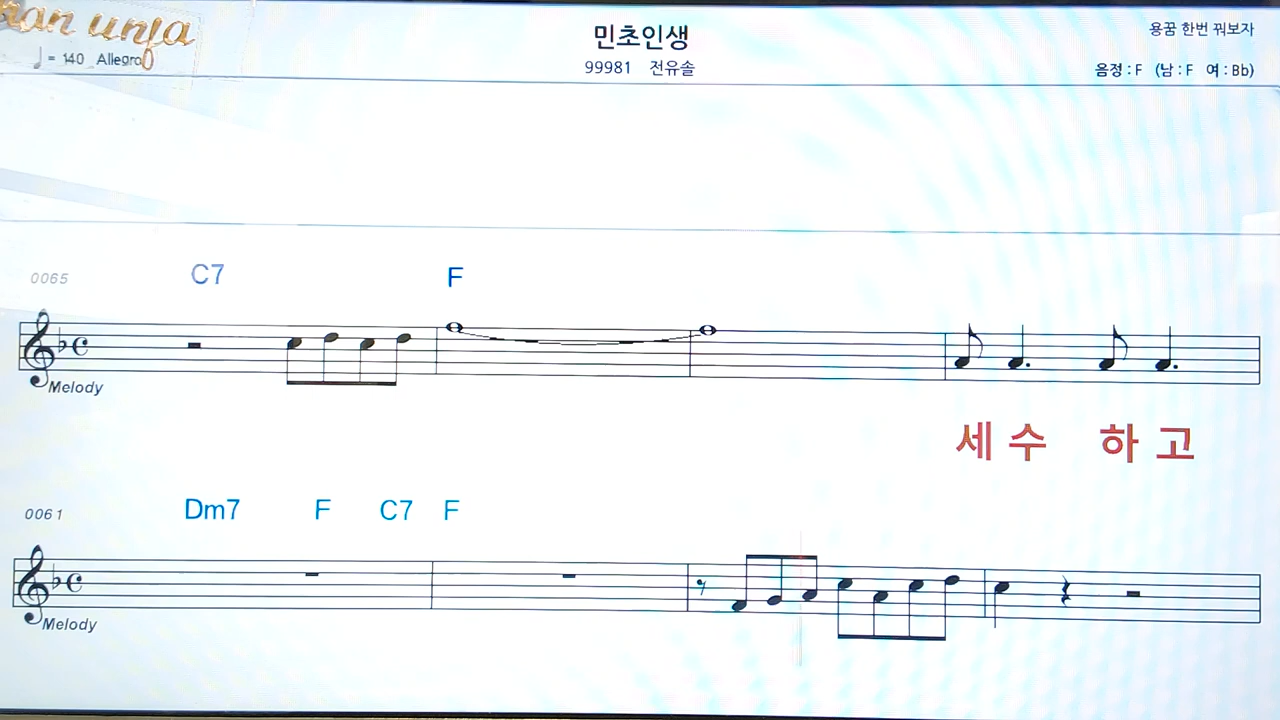 민초인생
용꿈 한번 꿔보자
♩ = 140 Allegro
99981 전유솔
음정 : F (남 : F 여 : Bb)
0065 C7 F
Melody
세 수 하 고
0061 Dm7 F C7 F
Melody